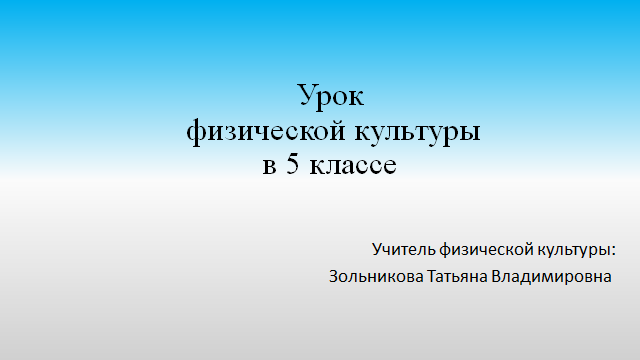 Урок
физической культуры
в 5 классе
Учитель физической культуры:
Зольникова Татьяна Владимировна